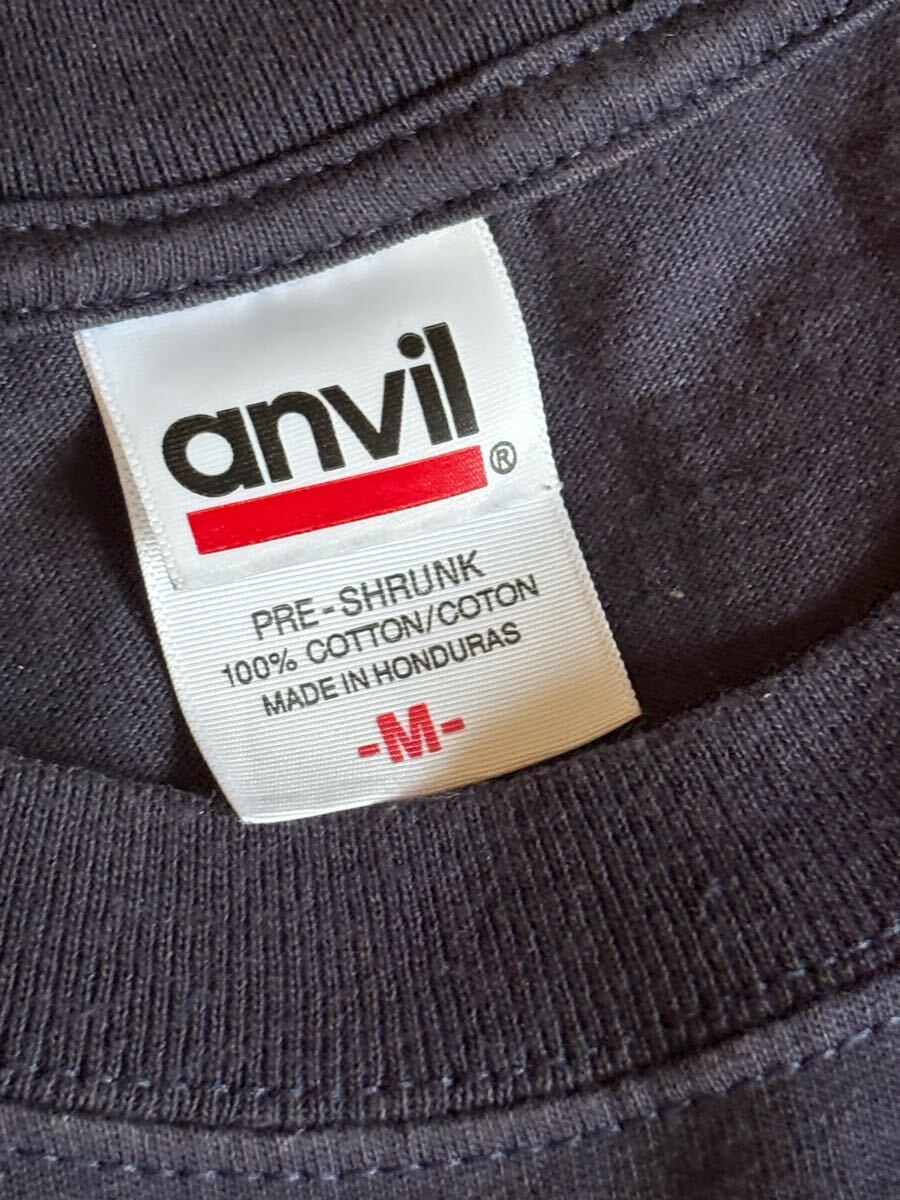 anvil®
PRE-SHRUNK
100% COTTON/COTON
MADE IN HONDURAS
-M-